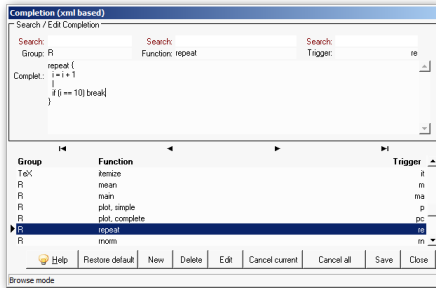 Completion (xml based)
Search / Edit Completion
Search: Search: Search:
Group: R Function: repeat Trigger: re
Complet.: repeat {
i = i + 1
|
if (i == 10) break
}
Group Function Trigger
TeX itemize it
R mean m
R main ma
R plot, simple p
R plot, complete pc
R repeat re
R rnorm rn
Help Restore default New Delete Edit Cancel current Cancel all Save Close
Browse mode